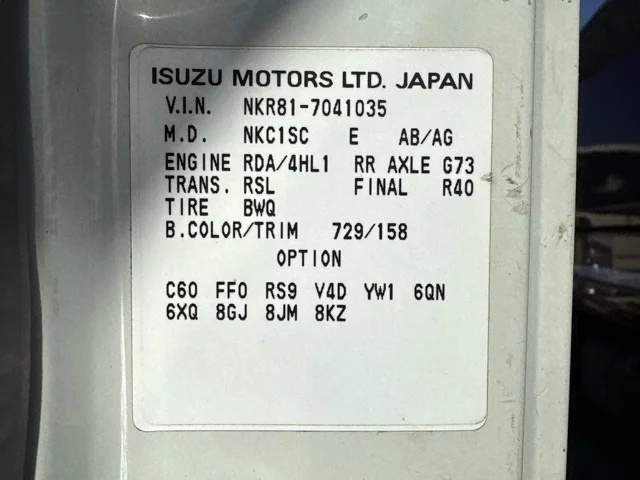 ISUZU MOTORS LTD. JAPAN
V.I.N. NKR81-7041035
M.D. NKC1SC E AB/AG
ENGINE RDA/4HL1 RR AXLE G73
TRANS. RSL FINAL R40
TIRE BWQ
B.COLOR/TRIM 729/158
OPTION
C60 FF0 RS9 V4D YW1 6QN
6XQ 8GJ 8JM 8KZ